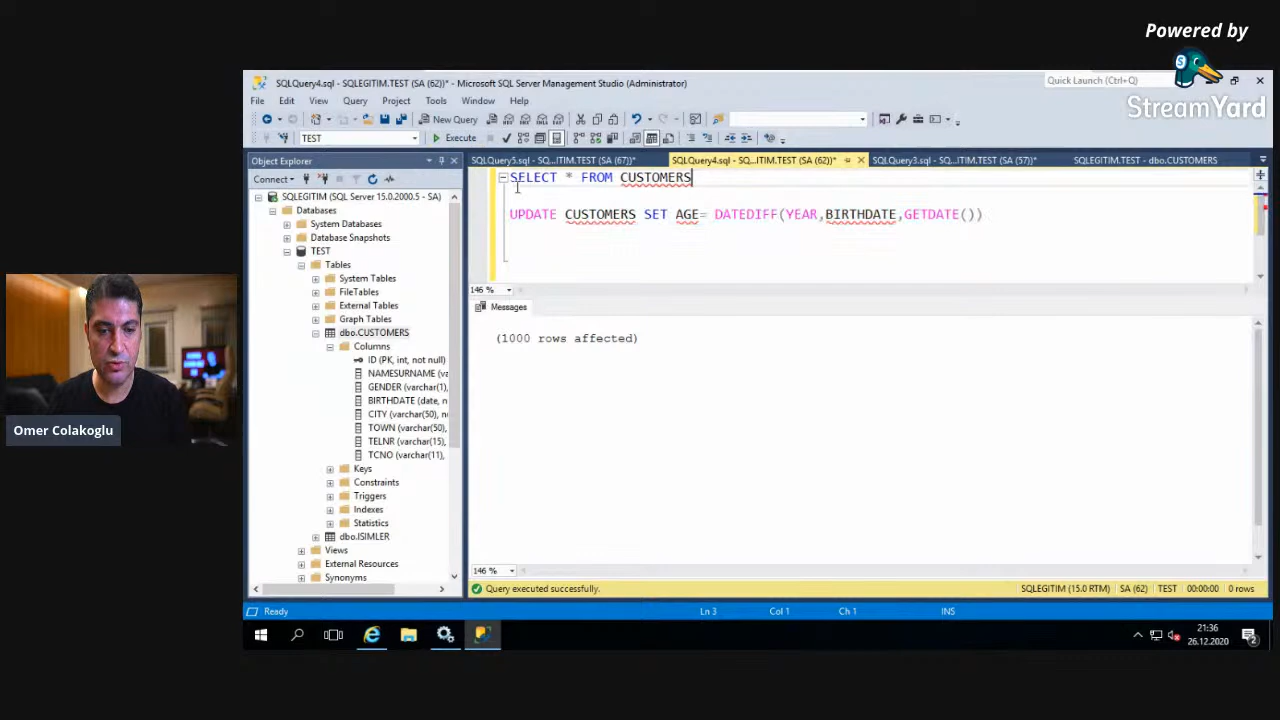 Powered by
StreamYard
SQLQuery4.sql - SQLEGITIM.TEST (SA (62))* - Microsoft SQL Server Management Studio (Administrator)
Quick Launch (Ctrl+Q)
File Edit View Query Project Tools Window Help
New Query
TEST
Execute
Object Explorer
SQLQuery5.sql - SQ...ITIM.TEST (SA (67))*
SQLQuery4.sql - SQ...ITIM.TEST (SA (62))*
SQLQuery3.sql - SQ...ITIM.TEST (SA (57))*
SQLEGITIM.TEST - dbo.CUSTOMERS
Connect
SQLEGITIM (SQL Server 15.0.2000.5 - SA)
Databases
System Databases
Database Snapshots
TEST
Tables
System Tables
FileTables
External Tables
Graph Tables
dbo.CUSTOMERS
Columns
ID (PK, int, not null)
NAMESURNAME (va
GENDER (varchar(1),
BIRTHDATE (date, n
CITY (varchar(50), n
TOWN (varchar(50),
TELNR (varchar(15),
TCNO (varchar(11),
Keys
Constraints
Triggers
Indexes
Statistics
dbo.ISIMLER
Views
External Resources
Synonyms
SELECT * FROM CUSTOMERS
UPDATE CUSTOMERS SET AGE= DATEDIFF(YEAR,BIRTHDATE,GETDATE())
146 %
Messages
(1000 rows affected)
146 %
Query executed successfully.
SQLEGITIM (15.0 RTM) SA (62) TEST 00:00:00 0 rows
Ready
Ln 3 Col 1 Ch 1 INS
21:36
26.12.2020
2
Omer Colakoglu